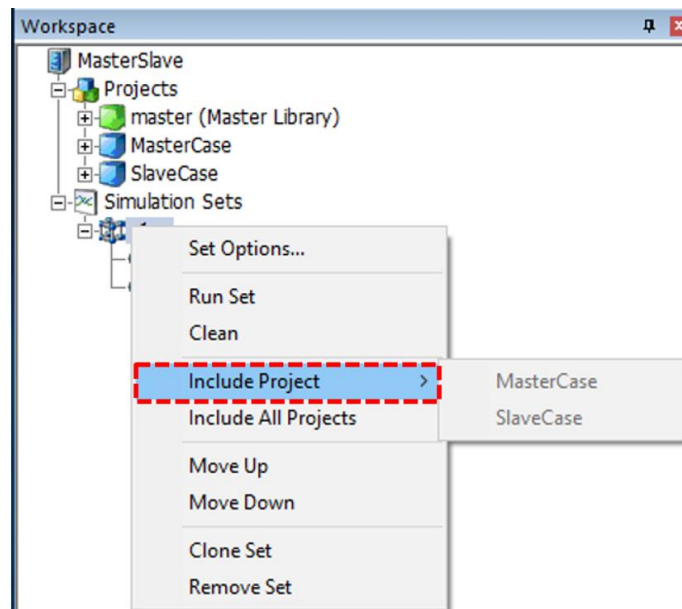 Workspace
MasterSlave
Projects
master (Master Library)
MasterCase
SlaveCase
Simulation Sets
Set Options...
Run Set
Clean
Include Project
MasterCase
Include All Projects
SlaveCase
Move Up
Move Down
Clone Set
Remove Set